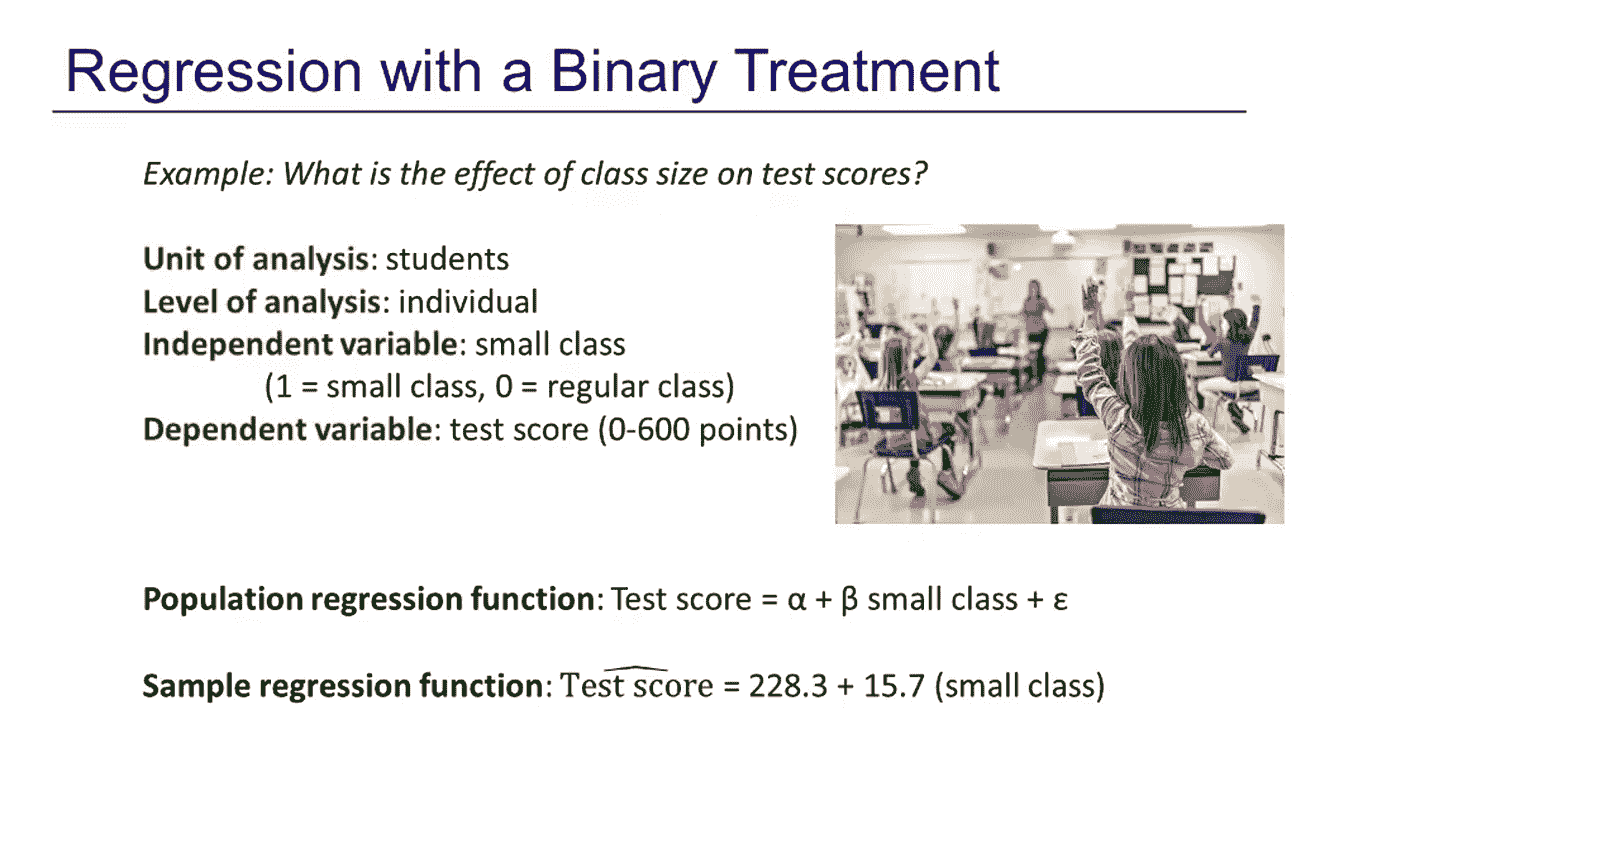 Regression with a Binary Treatment
Example: What is the effect of class size on test scores?
Unit of analysis: students
Level of analysis: individual
Independent variable: small class
(1 = small class, 0 = regular class)
Dependent variable: test score (0-600 points)
Population regression function: Test score = α + β small class + ε
Sample regression function: \widehat{Test score} = 228.3 + 15.7 (small class)